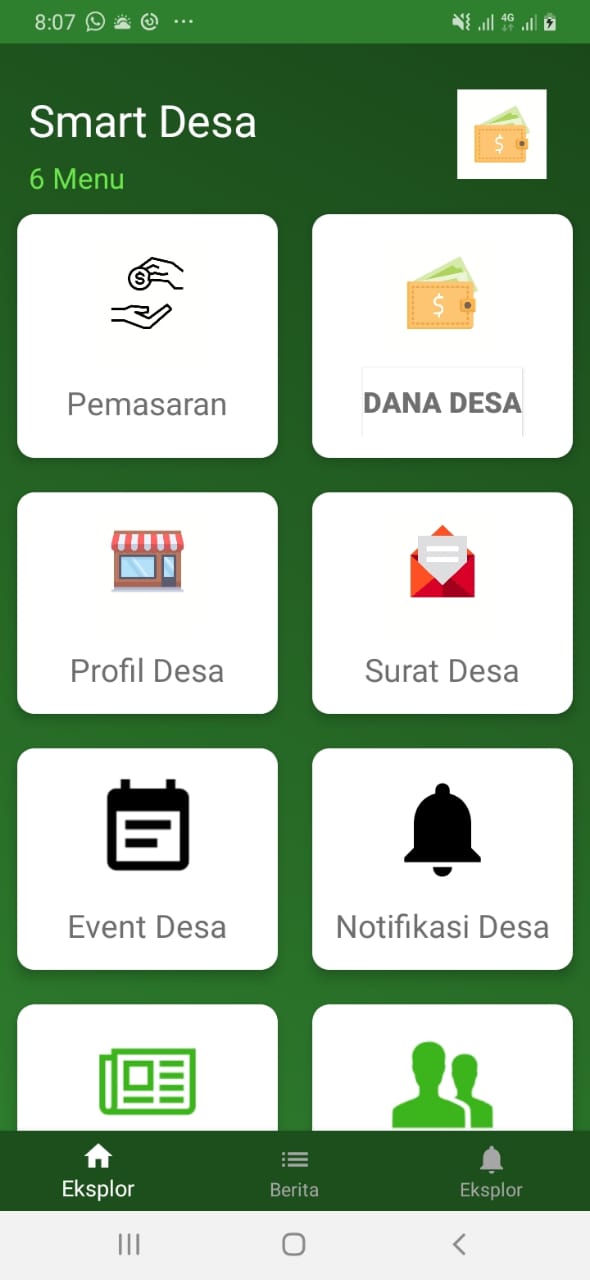 8:07
4G
Smart Desa
6 Menu
Pemasaran
DANA DESA
Profil Desa
Surat Desa
Event Desa
Notifikasi Desa
Eksplor
Berita
Eksplor